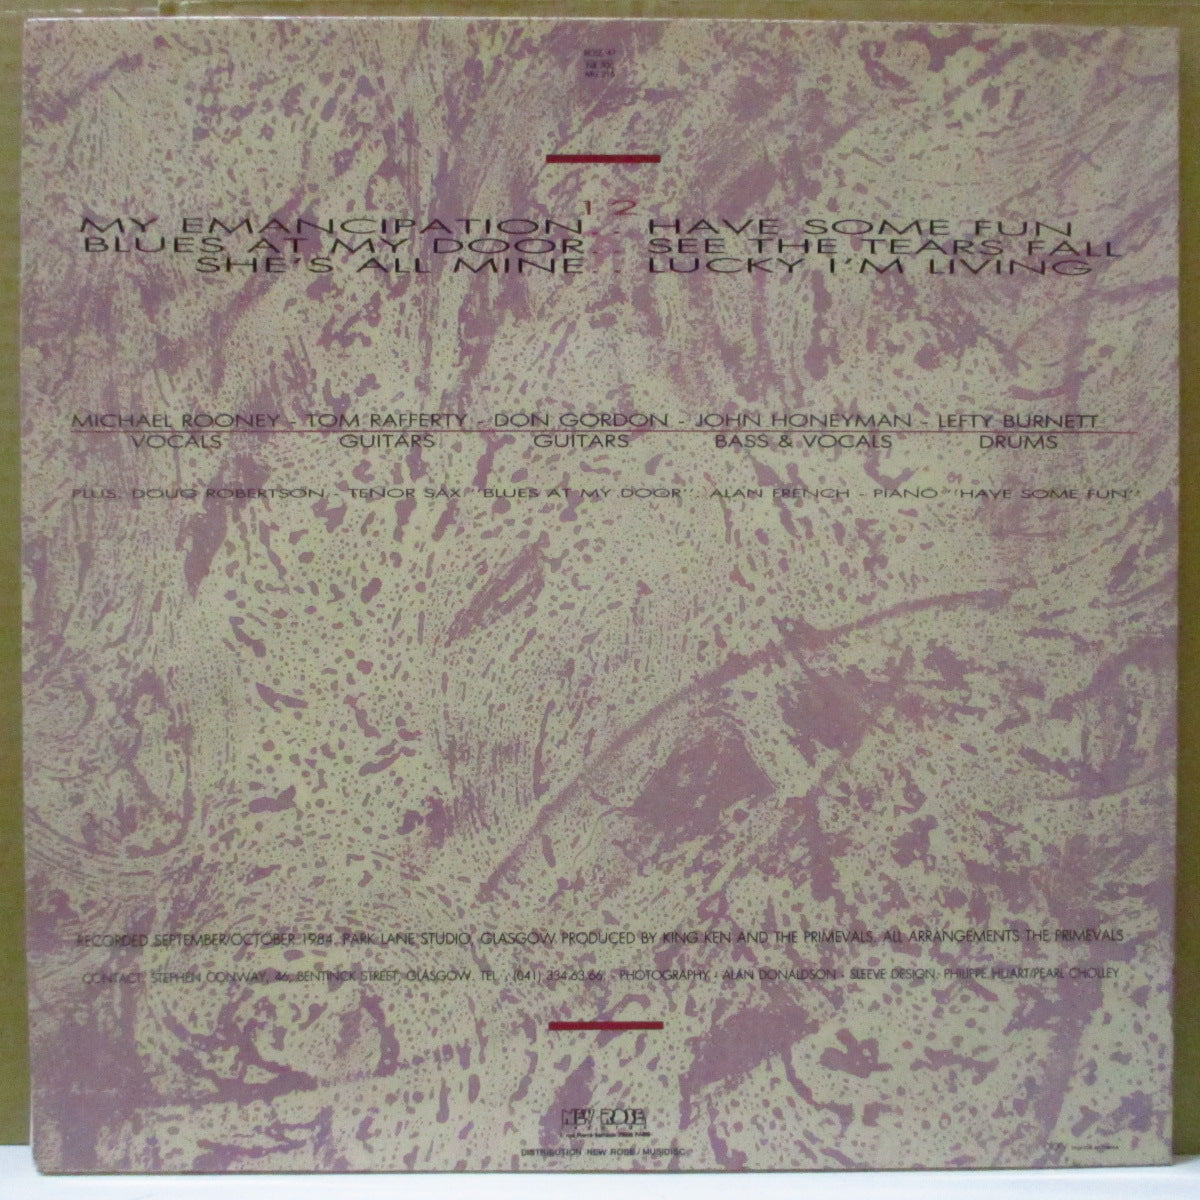 ROSE 47
1 2
MY EMANCIPATION . HAVE SOME FUN
BLUES AT MY DOOR . . SEE THE TEARS FALL
SHE'S ALL MINE . . LUCKY I'M LIVING
MICHAEL ROONEY - TOM RAFFERTY - DON GORDON - JOHN HONEYMAN - LEFTY BURNETT
VOCALS GUITARS GUITARS BASS & VOCALS DRUMS
PLUS: DOUG ROBERTSON - TENOR SAX "BLUES AT MY DOOR". ALAN FRENCH - PIANO "HAVE SOME FUN"
RECORDED SEPTEMBER/OCTOBER 1984, PARK LANE STUDIO, GLASGOW. PRODUCED BY KING KEN AND THE PRIMEVALS. ALL ARRANGEMENTS THE PRIMEVALS
CONTACT: STEPHEN CONWAY, 46, BENTINCK STREET, GLASGOW. TEL. : (041) 334.63.66 - PHOTOGRAPHY : ALAN DONALDSON - SLEEVE DESIGN: PHILIPPE HUART/PEARL CHOLLEY
NEW ROSE
DISTRIBUTION NEW ROSE / MUSIDISC